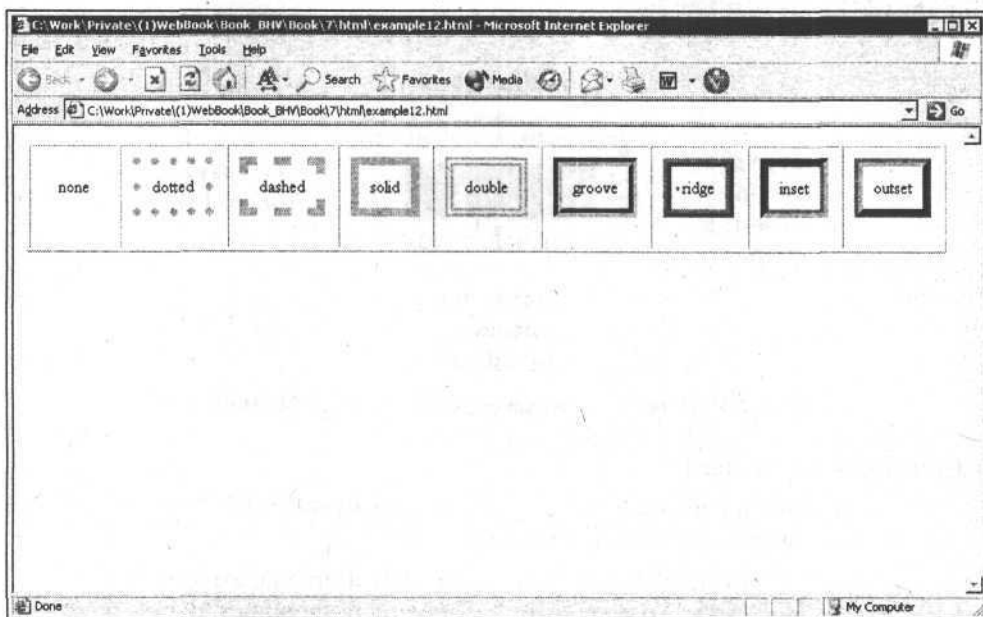 C:\Work\Private\(1)WebBook\Book_BHV\Book\7\html\example12.html - Microsoft Internet Explorer
File Edit View Favorites Tools Help
Back Search Favorites Media
Address C:\Work\Private\(1)WebBook\Book_BHV\Book\7\html\example12.html Go
none dotted dashed solid double groove ridge inset outset
Done My Computer